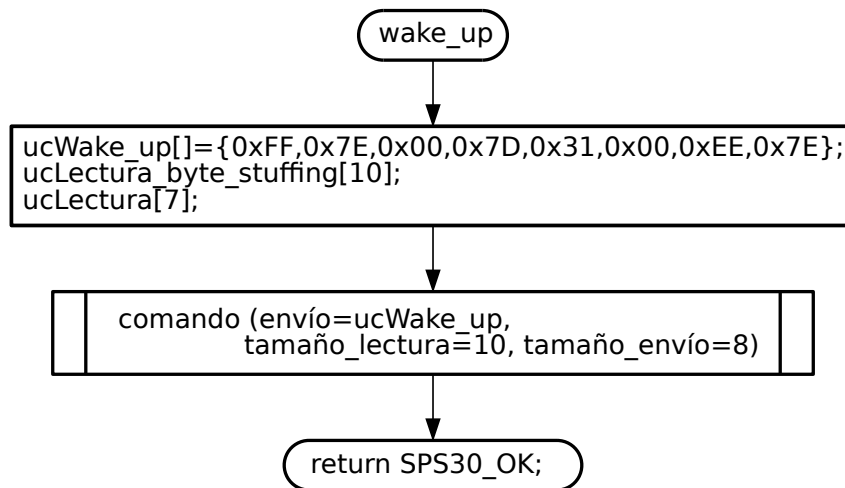 wake_up
ucWake_up[]={0xFF,0x7E,0x00,0x7D,0x31,0x00,0xEE,0x7E};
ucLectura_byte_stuffing[10];
ucLectura[7];
comando (envío=ucWake_up,
tamaño_lectura=10, tamaño_envío=8)
return SPS30_OK;